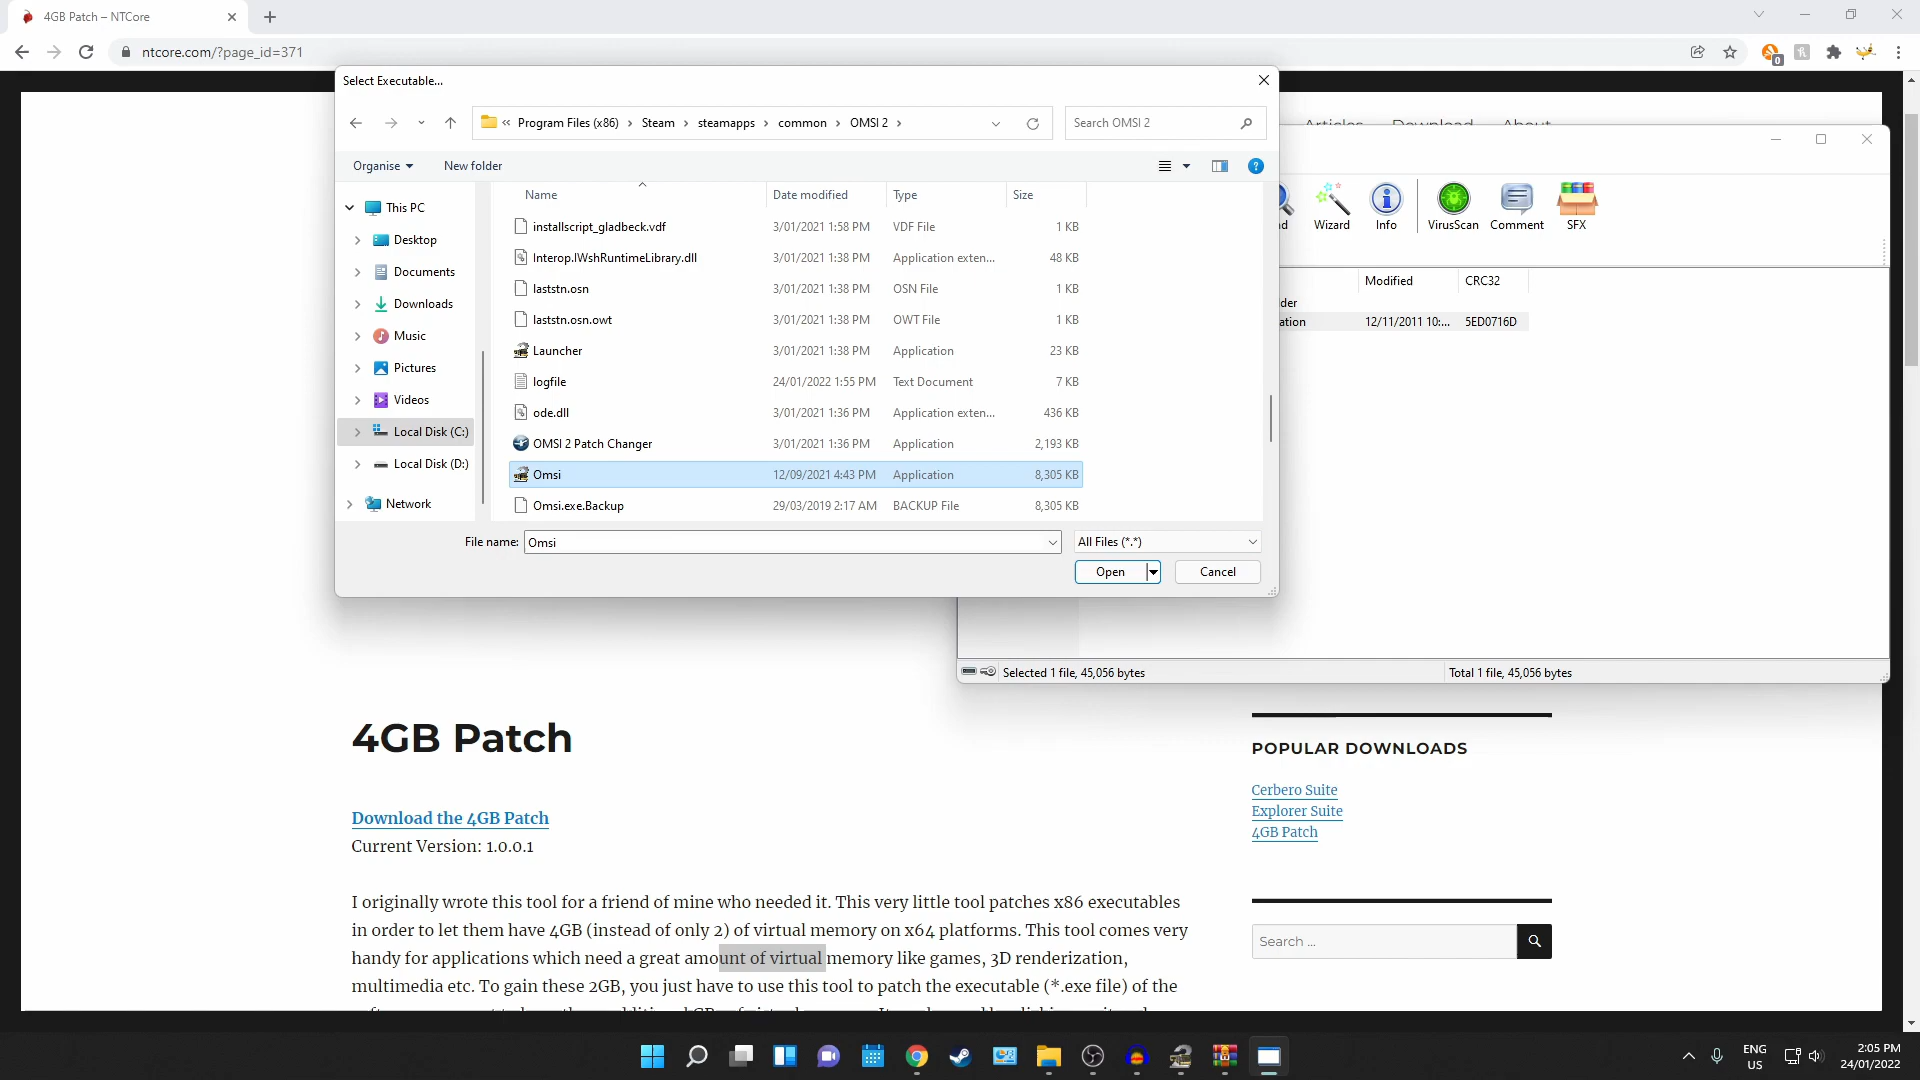 4GB Patch – NTCore
ntcore.com/?page_id=371
0
Select Executable...
« Program Files (x86) › Steam › steamapps › common › OMSI 2 ›
Search OMSI 2
Organise
New folder
Name
Date modified
Type
Size
This PC
Desktop
Documents
Downloads
Music
Pictures
Videos
Local Disk (C:)
Local Disk (D:)
Network
installscript_gladbeck.vdf 3/01/2021 1:58 PM VDF File 1 KB
Interop.IWshRuntimeLibrary.dll 3/01/2021 1:38 PM Application exten... 48 KB
laststn.osn 3/01/2021 1:38 PM OSN File 1 KB
laststn.osn.owt 3/01/2021 1:38 PM OWT File 1 KB
Launcher 3/01/2021 1:38 PM Application 23 KB
logfile 24/01/2022 1:55 PM Text Document 7 KB
ode.dll 3/01/2021 1:36 PM Application exten... 436 KB
OMSI 2 Patch Changer 3/01/2021 1:36 PM Application 2,193 KB
Omsi 12/09/2021 4:43 PM Application 8,305 KB
Omsi.exe.Backup 29/03/2019 2:17 AM BACKUP File 8,305 KB
File name: Omsi
All Files (*.*)
Open
Cancel
Articles Download About
Wizard
Info
VirusScan
Comment
SFX
Modified
CRC32
12/11/2011 10:... 5ED0716D
Selected 1 file, 45,056 bytes
Total 1 file, 45,056 bytes
4GB Patch
Download the 4GB Patch
Current Version: 1.0.0.1
I originally wrote this tool for a friend of mine who needed it. This very little tool patches x86 executables
in order to let them have 4GB (instead of only 2) of virtual memory on x64 platforms. This tool comes very
handy for applications which need a great amount of virtual memory like games, 3D renderization,
multimedia etc. To gain these 2GB, you just have to use this tool to patch the executable (*.exe file) of the
POPULAR DOWNLOADS
Cerbero Suite
Explorer Suite
4GB Patch
Search ...
ENG
US
2:05 PM
24/01/2022